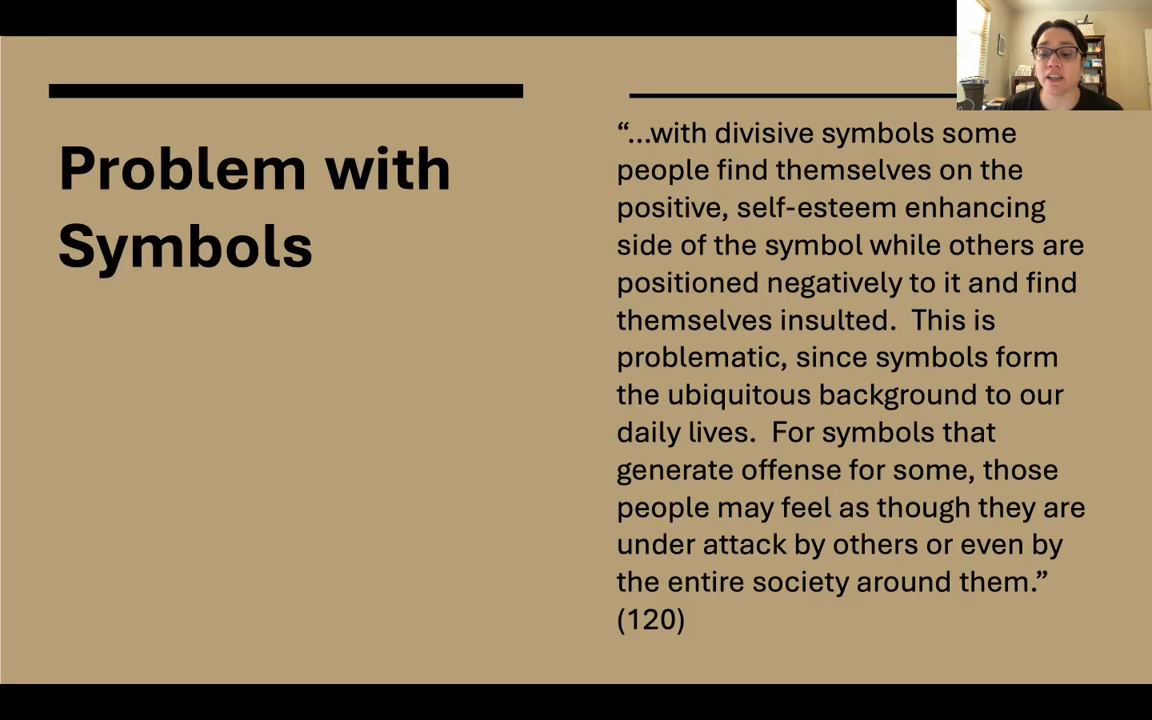 Problem with
Symbols
“...with divisive symbols some
people find themselves on the
positive, self-esteem enhancing
side of the symbol while others are
positioned negatively to it and find
themselves insulted.  This is
problematic, since symbols form
the ubiquitous background to our
daily lives.  For symbols that
generate offense for some, those
people may feel as though they are
under attack by others or even by
the entire society around them.”
(120)